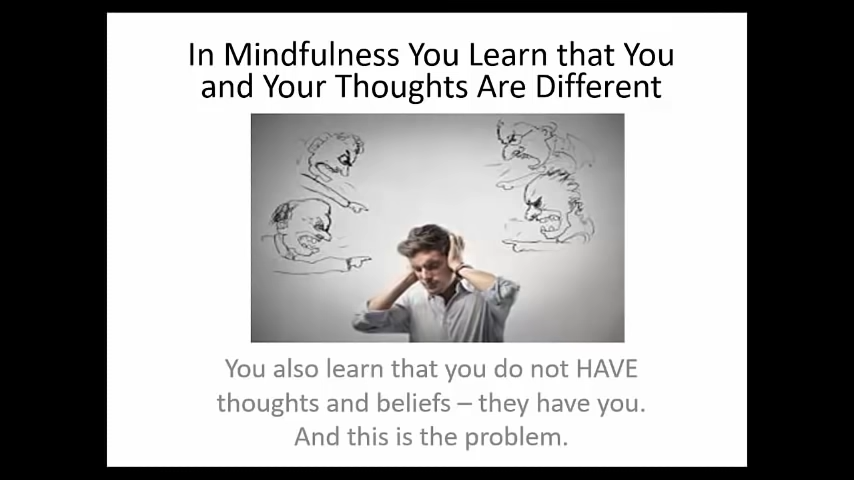 In Mindfulness You Learn that You
and Your Thoughts Are Different
You also learn that you do not HAVE
thoughts and beliefs – they have you.
And this is the problem.